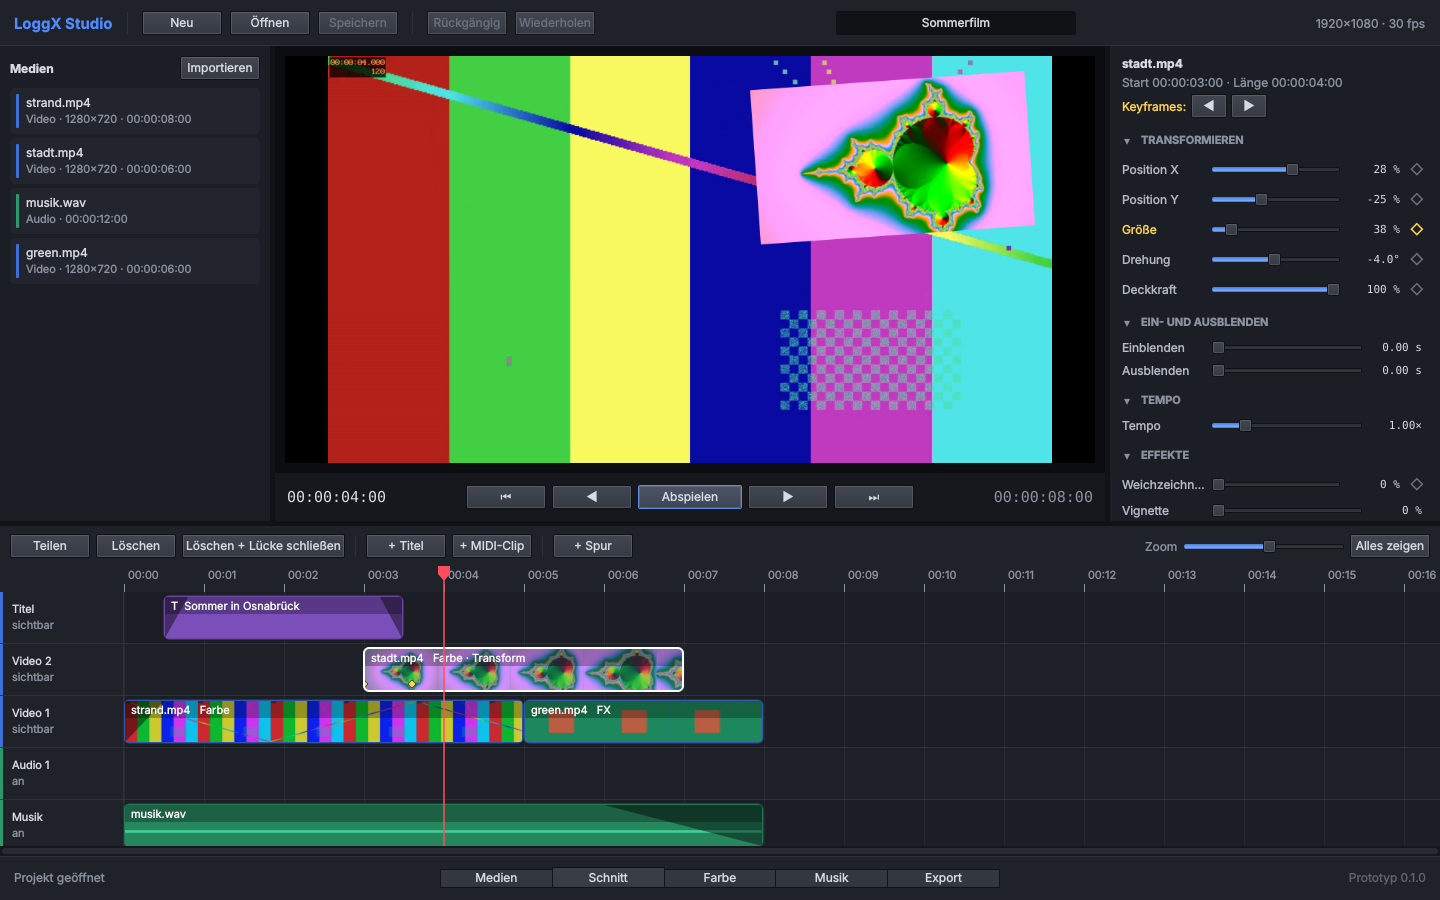 LoggX Studio Neu Öffnen Speichern Rückgängig Wiederholen Sommerfilm 1920×1080 · 30 fps
Medien Importieren
strand.mp4
Video · 1280×720 · 00:00:08:00
stadt.mp4
Video · 1280×720 · 00:00:06:00
musik.wav
Audio · 00:00:12:00
green.mp4
Video · 1280×720 · 00:00:06:00
00:00:04.000
120
00:00:04:00 Abspielen 00:00:08:00
stadt.mp4
Start 00:00:03:00 · Länge 00:00:04:00
Keyframes:
TRANSFORMIEREN
Position X 28 %
Position Y -25 %
Größe 38 %
Drehung -4.0°
Deckkraft 100 %
EIN- UND AUSBLENDEN
Einblenden 0.00 s
Ausblenden 0.00 s
TEMPO
Tempo 1.00×
EFFEKTE
Weichzeichn... 0 %
Vignette 0 %
Teilen Löschen Löschen + Lücke schließen + Titel + MIDI-Clip + Spur Zoom Alles zeigen
00:00 00:01 00:02 00:03 00:04 00:05 00:06 00:07 00:08 00:09 00:10 00:11 00:12 00:13 00:14 00:15 00:16
Titel
sichtbar
T Sommer in Osnabrück
Video 2
sichtbar
stadt.mp4 Farbe · Transform
Video 1
sichtbar
strand.mp4 Farbe
green.mp4 FX
Audio 1
an
Musik
an
musik.wav
Projekt geöffnet Medien Schnitt Farbe Musik Export Prototyp 0.1.0